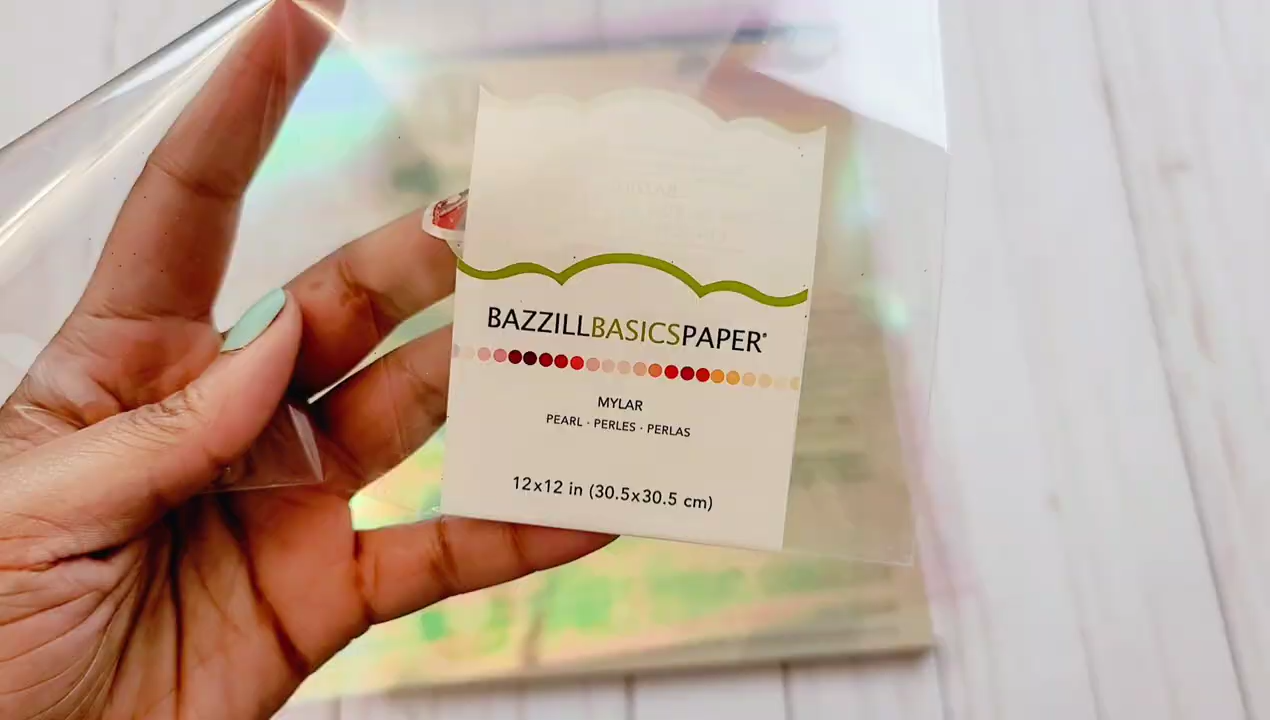 BAZZILLBASICSPAPER®
MYLAR
PEARL · PERLES · PERLAS
12x12 in (30.5x30.5 cm)